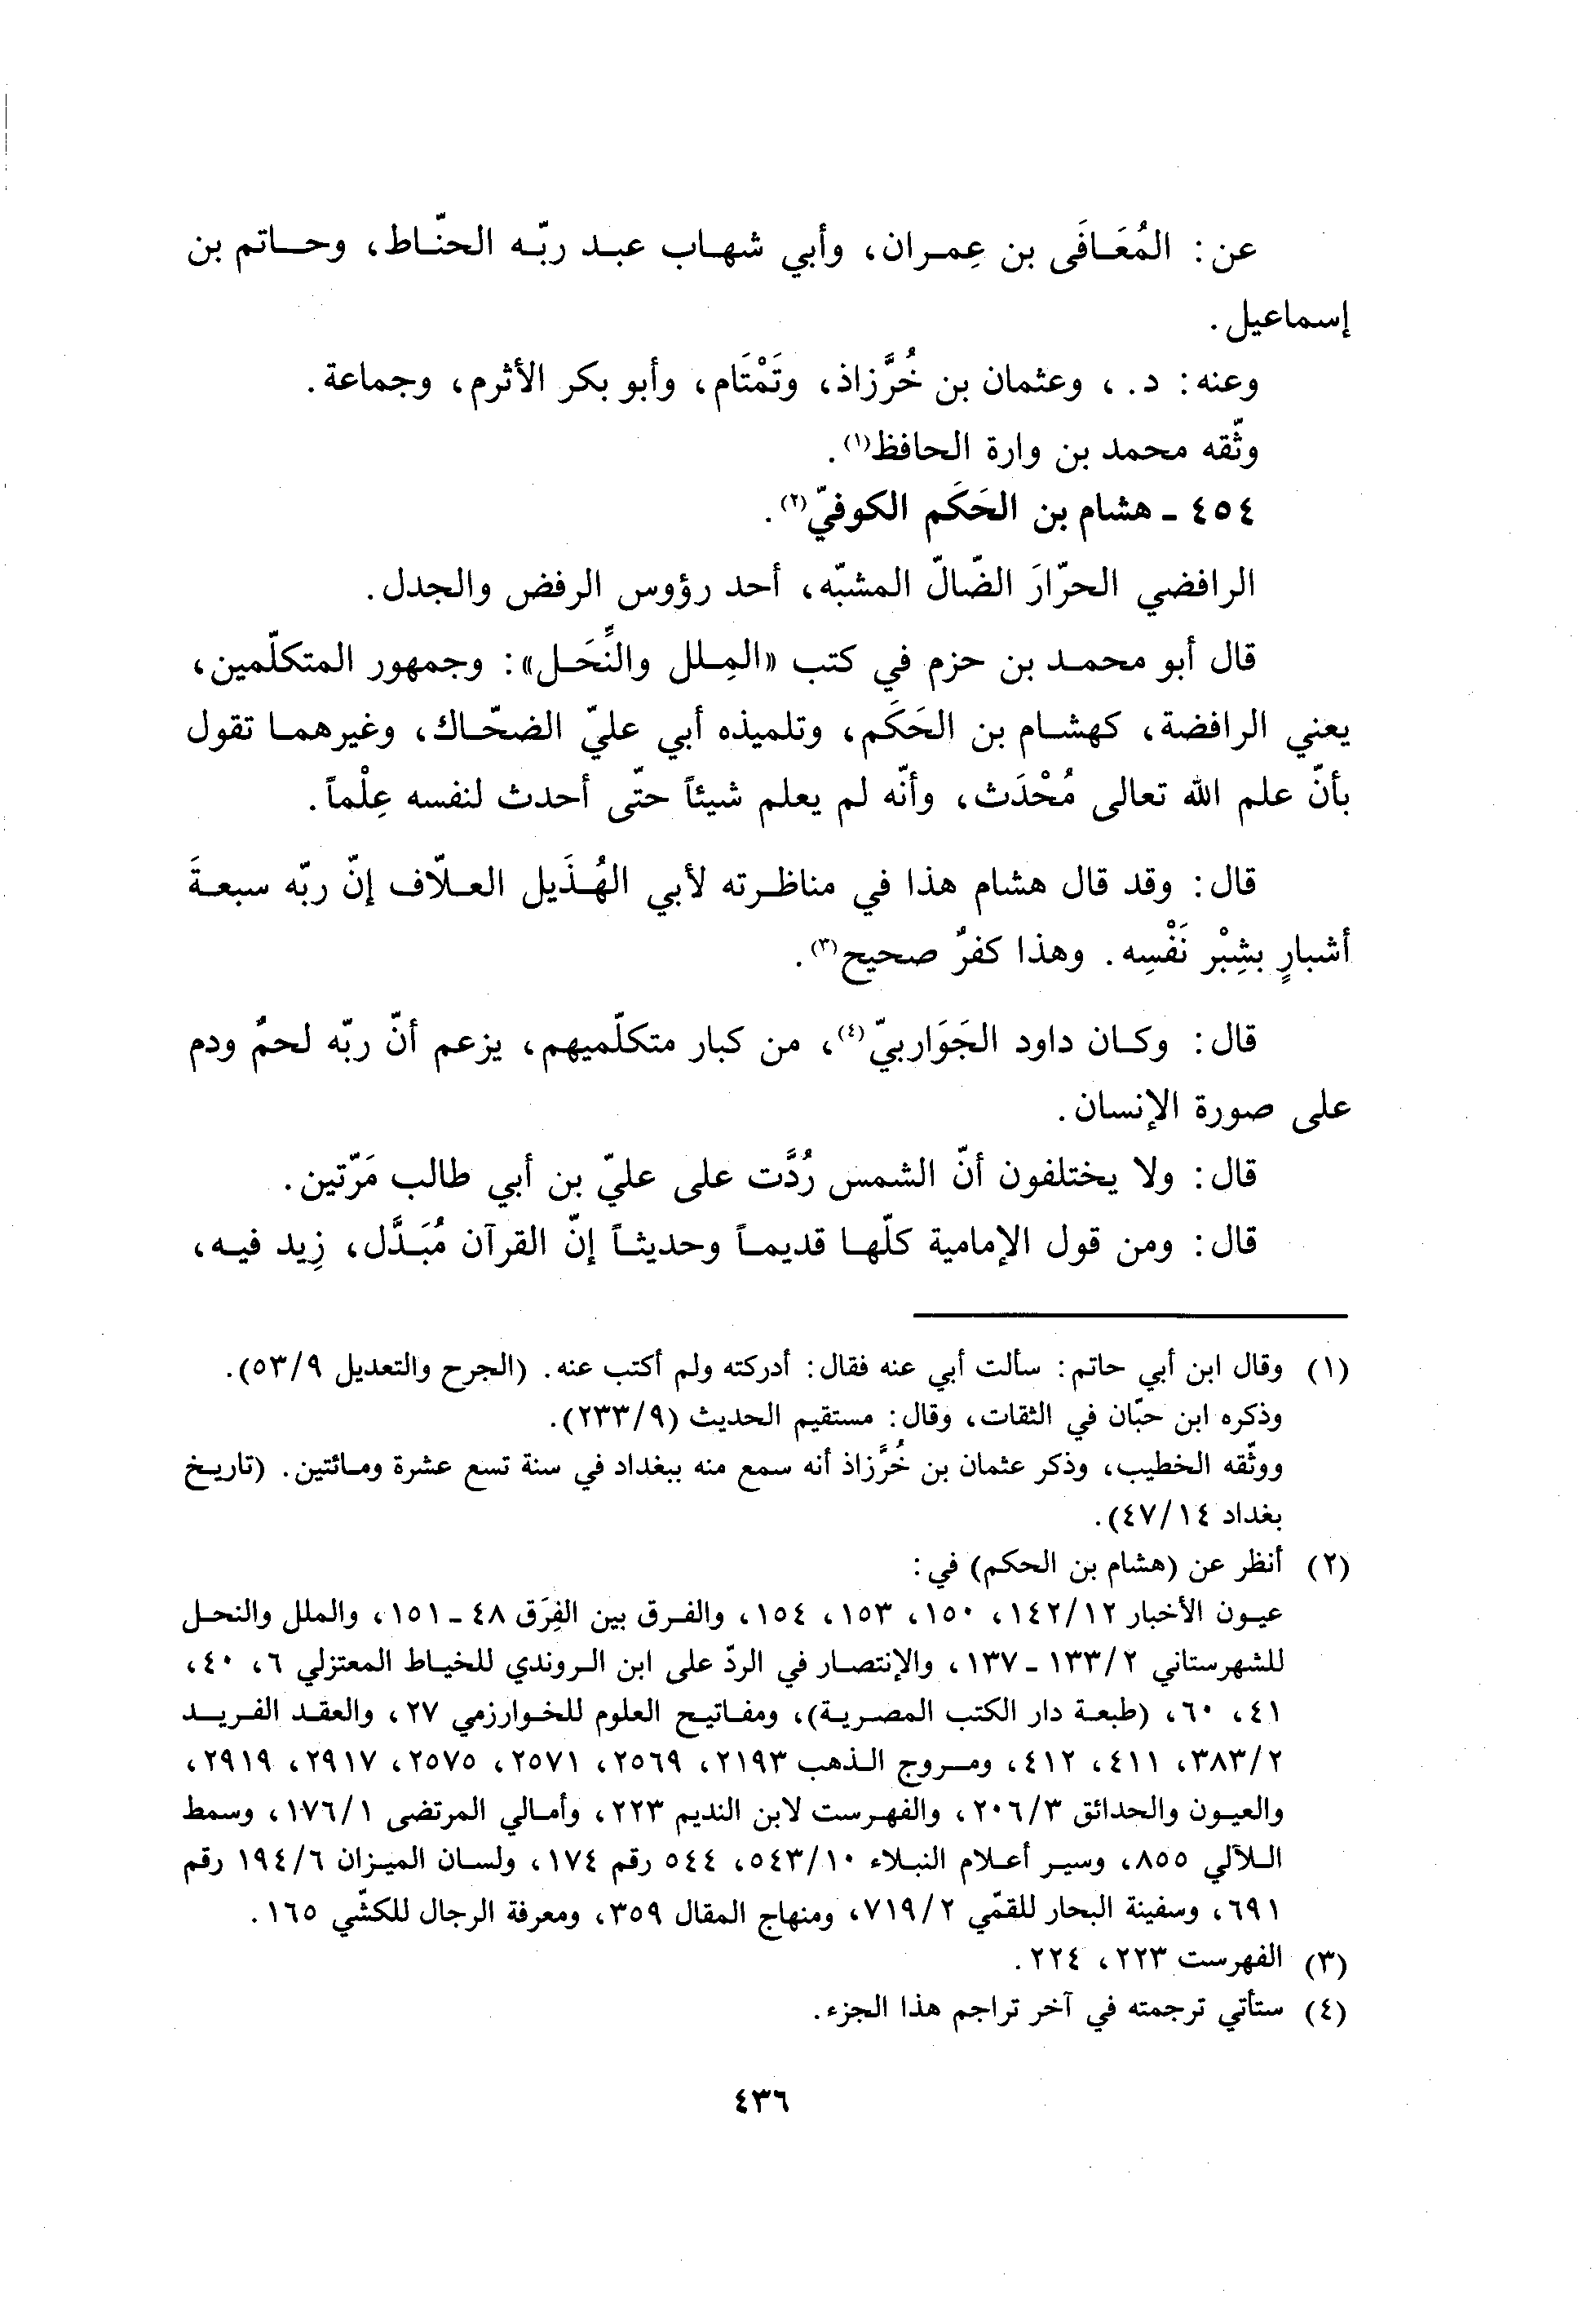 عن: المُعَافَى بن عِمران، وأبي شهاب عبد ربّه الحنّاط، وحاتم بن
إسماعيل.
وعنه: د. ، وعثمان بن خُرَّزاذ، وتَمْتَام، وأبو بكر الأثرم، وجماعة.
وثّقه محمد بن وارة الحافظ(١).
٤٥٤ - هشام بن الحَكَم الكوفيّ(٢).
الرافضي الحرّارَ الضّالّ المشبّه، أحد رؤوس الرفض والجدل.
قال أبو محمد بن حزم في كتب «المِلل والنِّحَل»: وجمهور المتكلّمين،
يعني الرافضة، كهشام بن الحَكَم، وتلميذه أبي عليّ الضحّاك، وغيرهما تقول
بأنّ علم الله تعالى مُحْدَث، وأنّه لم يعلم شيئاً حتّى أحدث لنفسه عِلْماً.
قال: وقد قال هشام هذا في مناظرته لأبي الهُذَيل العلاّف إنّ ربّه سبعةَ
أشبارٍ بشِبْر نَفْسِه. وهذا كفرٌ صحيح(٣).
قال: وكان داود الجَوَاربيّ(٤)، من كبار متكلّميهم، يزعم أنّ ربّه لحمٌ ودم
على صورة الإنسان.
قال: ولا يختلفون أنّ الشمس رُدَّت على عليّ بن أبي طالب مَرّتين.
قال: ومن قول الإمامية كلّها قديماً وحديثاً إنّ القرآن مُبَدَّل، زِيد فيه،
(١) وقال ابن أبي حاتم: سألت أبي عنه فقال: أدركته ولم أكتب عنه. (الجرح والتعديل ٥٣/٩).
وذكره ابن حبّان في الثقات، وقال: مستقيم الحديث (٢٣٣/٩).
ووثّقه الخطيب، وذكر عثمان بن خُرَّزاذ أنه سمع منه ببغداد في سنة تسع عشرة ومائتين. (تاريخ
بغداد ٤٧/١٤).
(٢) أنظر عن (هشام بن الحكم) في:
عيون الأخبار ١٤٢/١٢، ١٥٠، ١٥٣، ١٥٤، والفرق بين الفِرَق ٤٨ - ١٥١، والملل والنحل
للشهرستاني ١٣٣/٢ - ١٣٧، والإنتصار في الردّ على ابن الروندي للخياط المعتزلي ٦، ٤٠،
٤١، ٦٠، (طبعة دار الكتب المصرية)، ومفاتيح العلوم للخوارزمي ٢٧، والعقد الفريد
٣٨٣/٢، ٤١١، ٤١٢، ومروج الذهب ٢١٩٣، ٢٥٦٩، ٢٥٧١، ٢٥٧٥، ٢٩١٧، ٢٩١٩،
والعيون والحدائق ٢٠٦/٣، والفهرست لابن النديم ٢٢٣، وأمالي المرتضى ١٧٦/١، وسمط
اللآلي ٨٥٥، وسير أعلام النبلاء ٥٤٣/١٠، ٥٤٤ رقم ١٧٤، ولسان الميزان ١٩٤/٦ رقم
٦٩١، وسفينة البحار للقمّي ٧١٩/٢، ومنهاج المقال ٣٥٩، ومعرفة الرجال للكشّي ١٦٥.
(٣) الفهرست ٢٢٣، ٢٢٤.
(٤) ستأتي ترجمته في آخر تراجم هذا الجزء.
٤٣٦